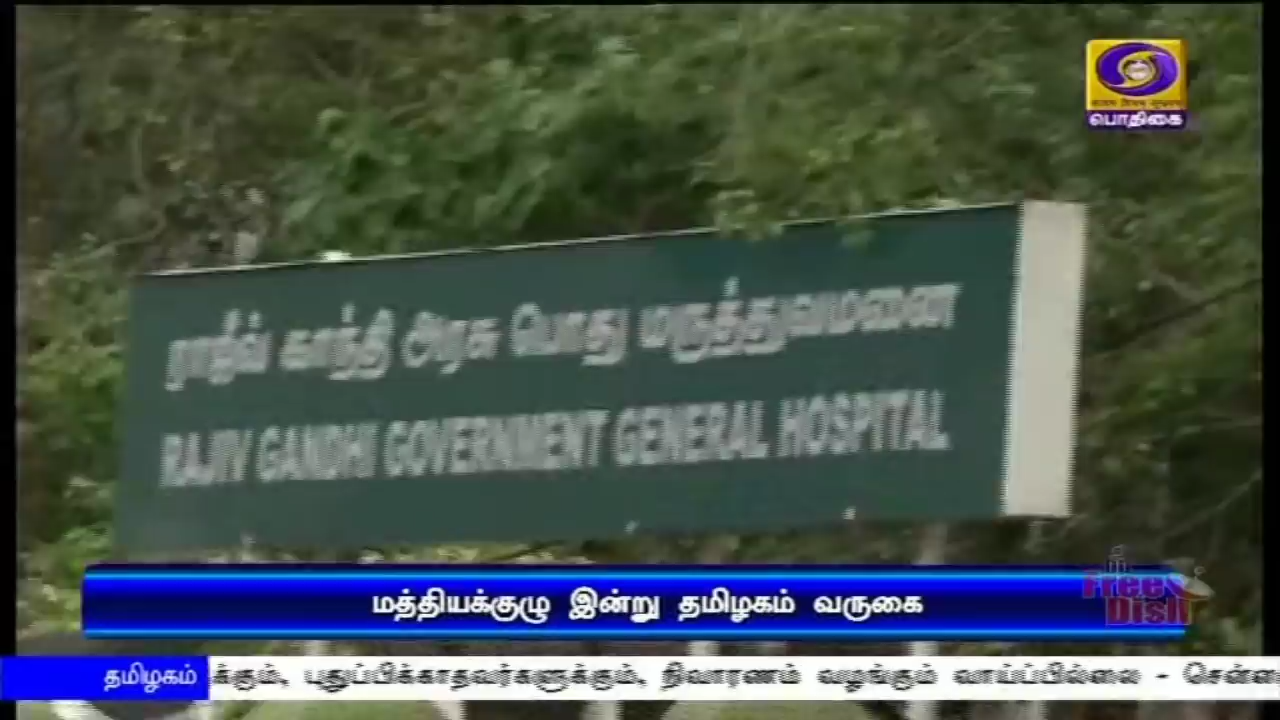 பொதிகை
ராஜீவ் காந்தி அரசு பொது மருத்துவமனை
RAJIV GANDHI GOVERNMENT GENERAL HOSPITAL
மத்தியக்குழு இன்று தமிழகம் வருகை
Free Dish
தமிழகம்
க்கும், புதுப்பிக்காதவர்களுக்கும், நிவாரணம் வழங்கும் வாய்ப்பில்லை - சென்னை